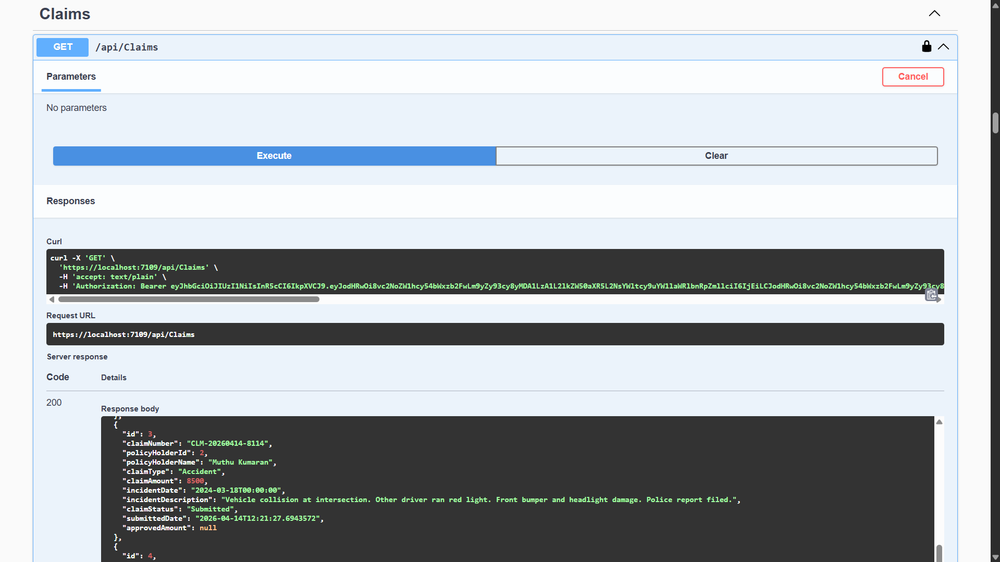 Claims
GET /api/Claims
Parameters
Cancel
No parameters
Execute
Clear
Responses
Curl
curl -X 'GET' \
'https://localhost:7109/api/Claims' \
-H 'accept: text/plain' \
-H 'Authorization: Bearer eyJhbGciOiJIUzI1NiIsInR5cCI6IkpXVCJ9.eyJodHRwOi8vc2NoZW1hcy54bWxzb2FwLm9yZy93cy8yMDA1LzA1L2lkZW50aXR5L2NsYWltcy9uYW1laWRlbnRpZmllciI6IjEiLCJodHRwOi8vc2NoZW1hcy54bWxzb2FwLm9yZy93cy8
Request URL
https://localhost:7109/api/Claims
Server response
Code Details
200
Response body
},
{
"id": 3,
"claimNumber": "CLM-20260414-8114",
"policyHolderId": 2,
"policyHolderName": "Muthu Kumaran",
"claimType": "Accident",
"claimAmount": 8500,
"incidentDate": "2024-03-18T00:00:00",
"incidentDescription": "Vehicle collision at intersection. Other driver ran red light. Front bumper and headlight damage. Police report filed.",
"claimStatus": "Submitted",
"submittedDate": "2026-04-14T12:21:27.6943572",
"approvedAmount": null
},
{
"id": 4,